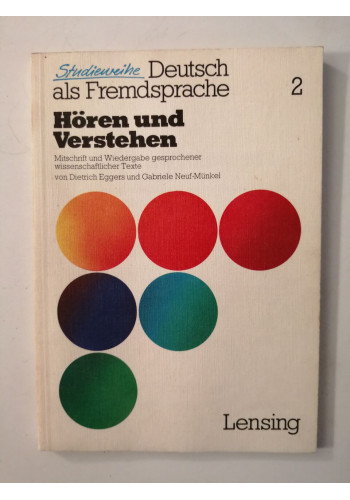 Studienreihe Deutsch
als Fremdsprache 2
Hören und
Verstehen
Mitschrift und Wiedergabe gesprochener
wissenschaftlicher Texte
von Dietrich Eggers und Gabriele Neuf-Münkel
Lensing